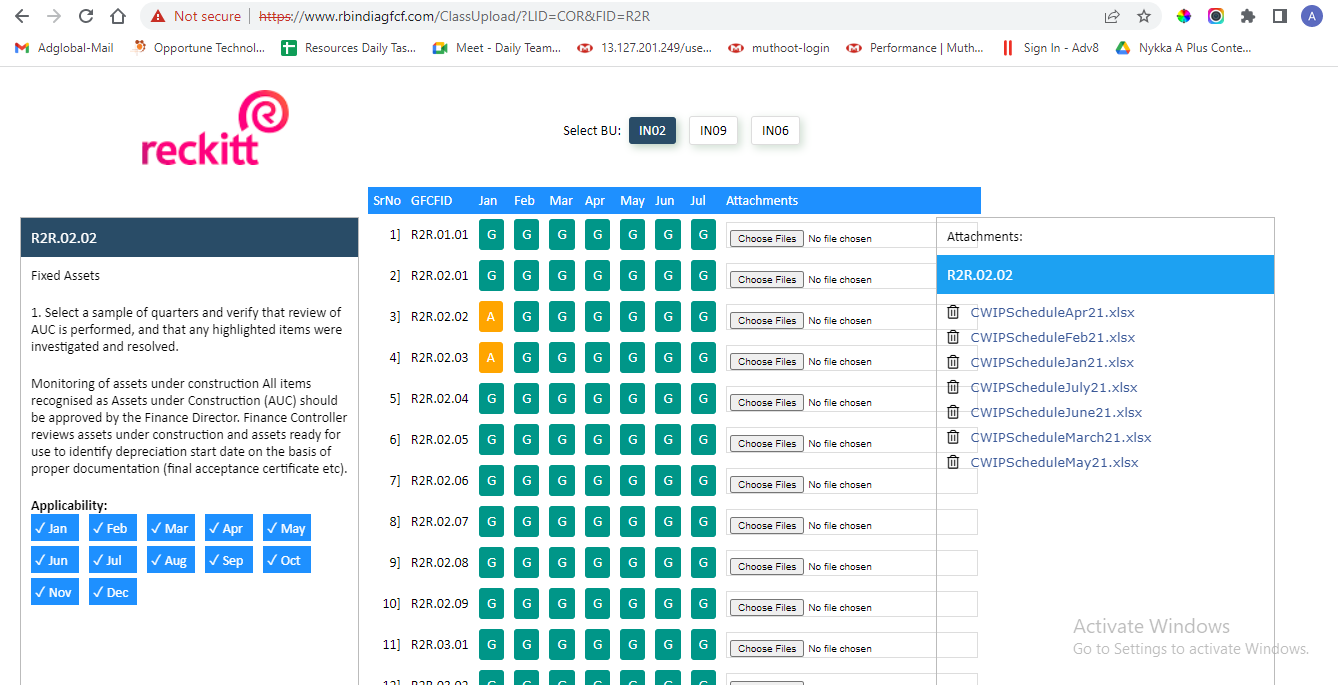 Not secure https://www.rbindiagfcf.com/ClassUpload/?LID=COR&FID=R2R A
Adglobal-Mail Opportune Technol... Resources Daily Tas... Meet - Daily Team... 13.127.201.249/use... muthoot-login Performance | Muth... Sign In - Adv8 Nykka A Plus Conte...
reckitt
Select BU: IN02 IN09 IN06
R2R.02.02
Fixed Assets
1. Select a sample of quarters and verify that review of
AUC is performed, and that any highlighted items were
investigated and resolved.
Monitoring of assets under construction All items
recognised as Assets under Construction (AUC) should
be approved by the Finance Director. Finance Controller
reviews assets under construction and assets ready for
use to identify depreciation start date on the basis of
proper documentation (final acceptance certificate etc).
Applicability:
✓ Jan ✓ Feb ✓ Mar ✓ Apr ✓ May
✓ Jun ✓ Jul ✓ Aug ✓ Sep ✓ Oct
✓ Nov ✓ Dec
SrNo GFCFID Jan Feb Mar Apr May Jun Jul Attachments
1] R2R.01.01 G G G G G G G Choose Files No file chosen
2] R2R.02.01 G G G G G G G Choose Files No file chosen
3] R2R.02.02 A G G G G G G Choose Files No file chosen
4] R2R.02.03 A G G G G G G Choose Files No file chosen
5] R2R.02.04 G G G G G G G Choose Files No file chosen
6] R2R.02.05 G G G G G G G Choose Files No file chosen
7] R2R.02.06 G G G G G G G Choose Files No file chosen
8] R2R.02.07 G G G G G G G Choose Files No file chosen
9] R2R.02.08 G G G G G G G Choose Files No file chosen
10] R2R.02.09 G G G G G G G Choose Files No file chosen
11] R2R.03.01 G G G G G G G Choose Files No file chosen
Attachments:
R2R.02.02
CWIPScheduleApr21.xlsx
CWIPScheduleFeb21.xlsx
CWIPScheduleJan21.xlsx
CWIPScheduleJuly21.xlsx
CWIPScheduleJune21.xlsx
CWIPScheduleMarch21.xlsx
CWIPScheduleMay21.xlsx
Activate Windows
Go to Settings to activate Windows.